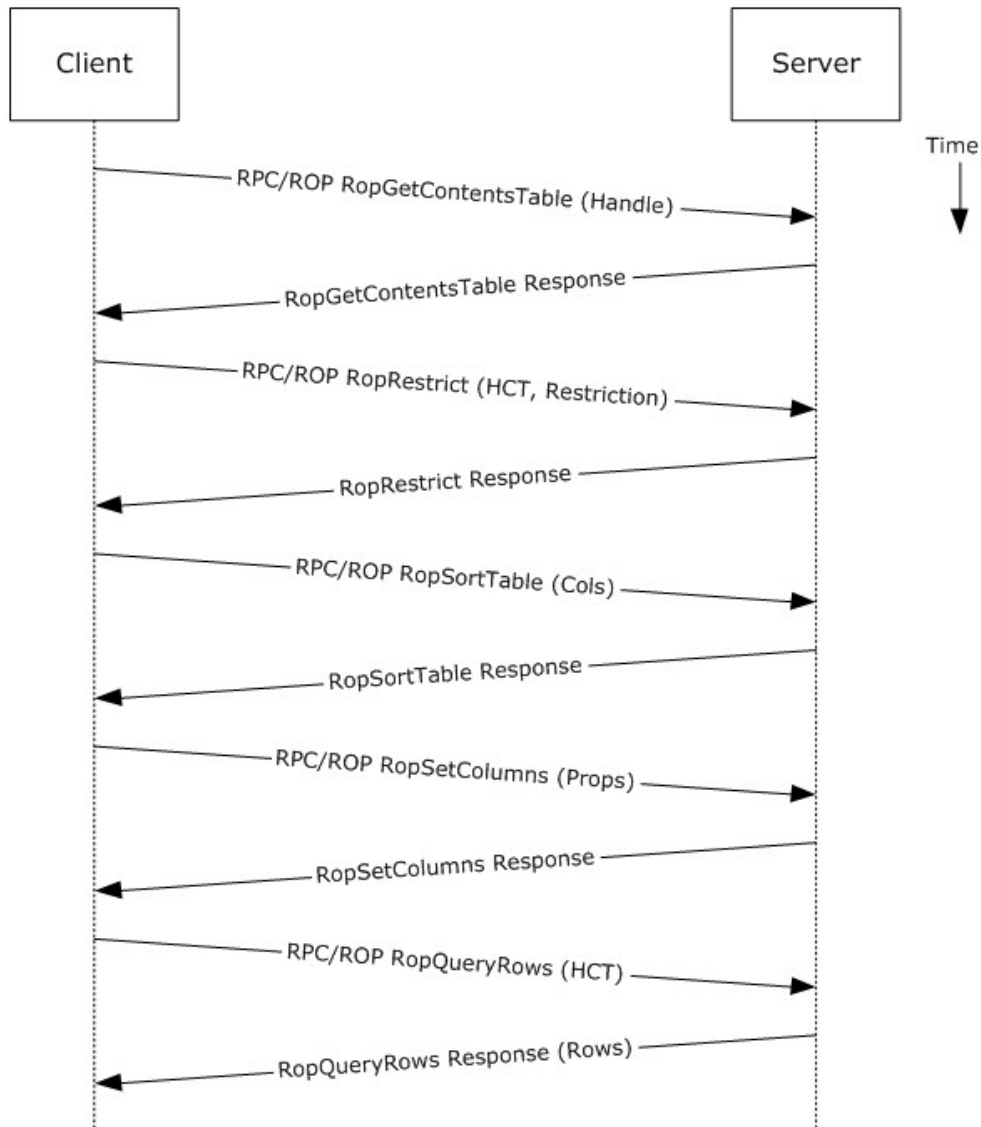 Client
Server
Time
RPC/ROP RopGetContentsTable (Handle)
RopGetContentsTable Response
RPC/ROP RopRestrict (HCT, Restriction)
RopRestrict Response
RPC/ROP RopSortTable (Cols)
RopSortTable Response
RPC/ROP RopSetColumns (Props)
RopSetColumns Response
RPC/ROP RopQueryRows (HCT)
RopQueryRows Response (Rows)